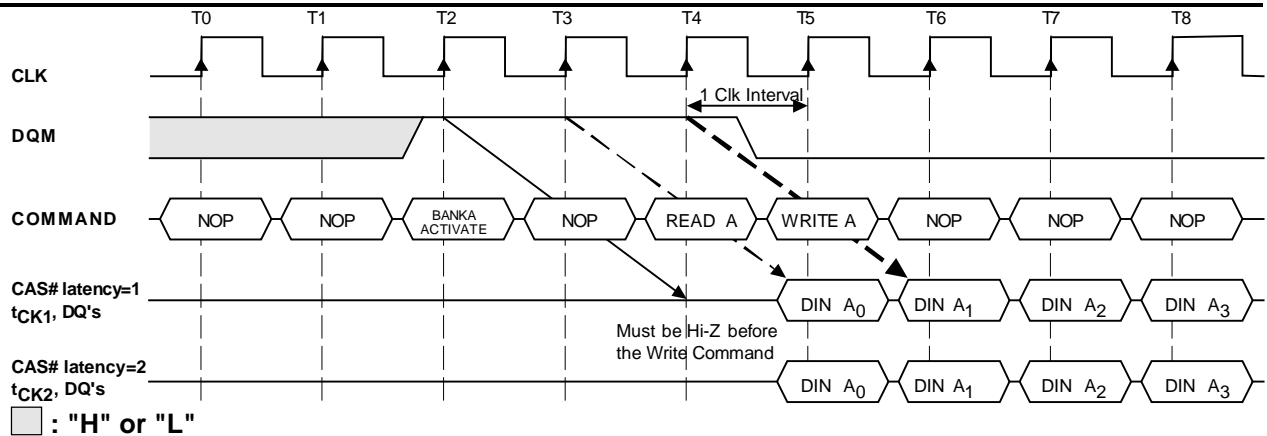 T0 T1 T2 T3 T4 T5 T6 T7 T8
CLK
1 Clk Interval
DQM
COMMAND NOP NOP BANKA ACTIVATE NOP READ A WRITE A NOP NOP NOP
CAS# latency=1
tCK1, DQ's
DIN A0 DIN A1 DIN A2 DIN A3
Must be Hi-Z before
the Write Command
CAS# latency=2
tCK2, DQ's
DIN A0 DIN A1 DIN A2 DIN A3
: "H" or "L"